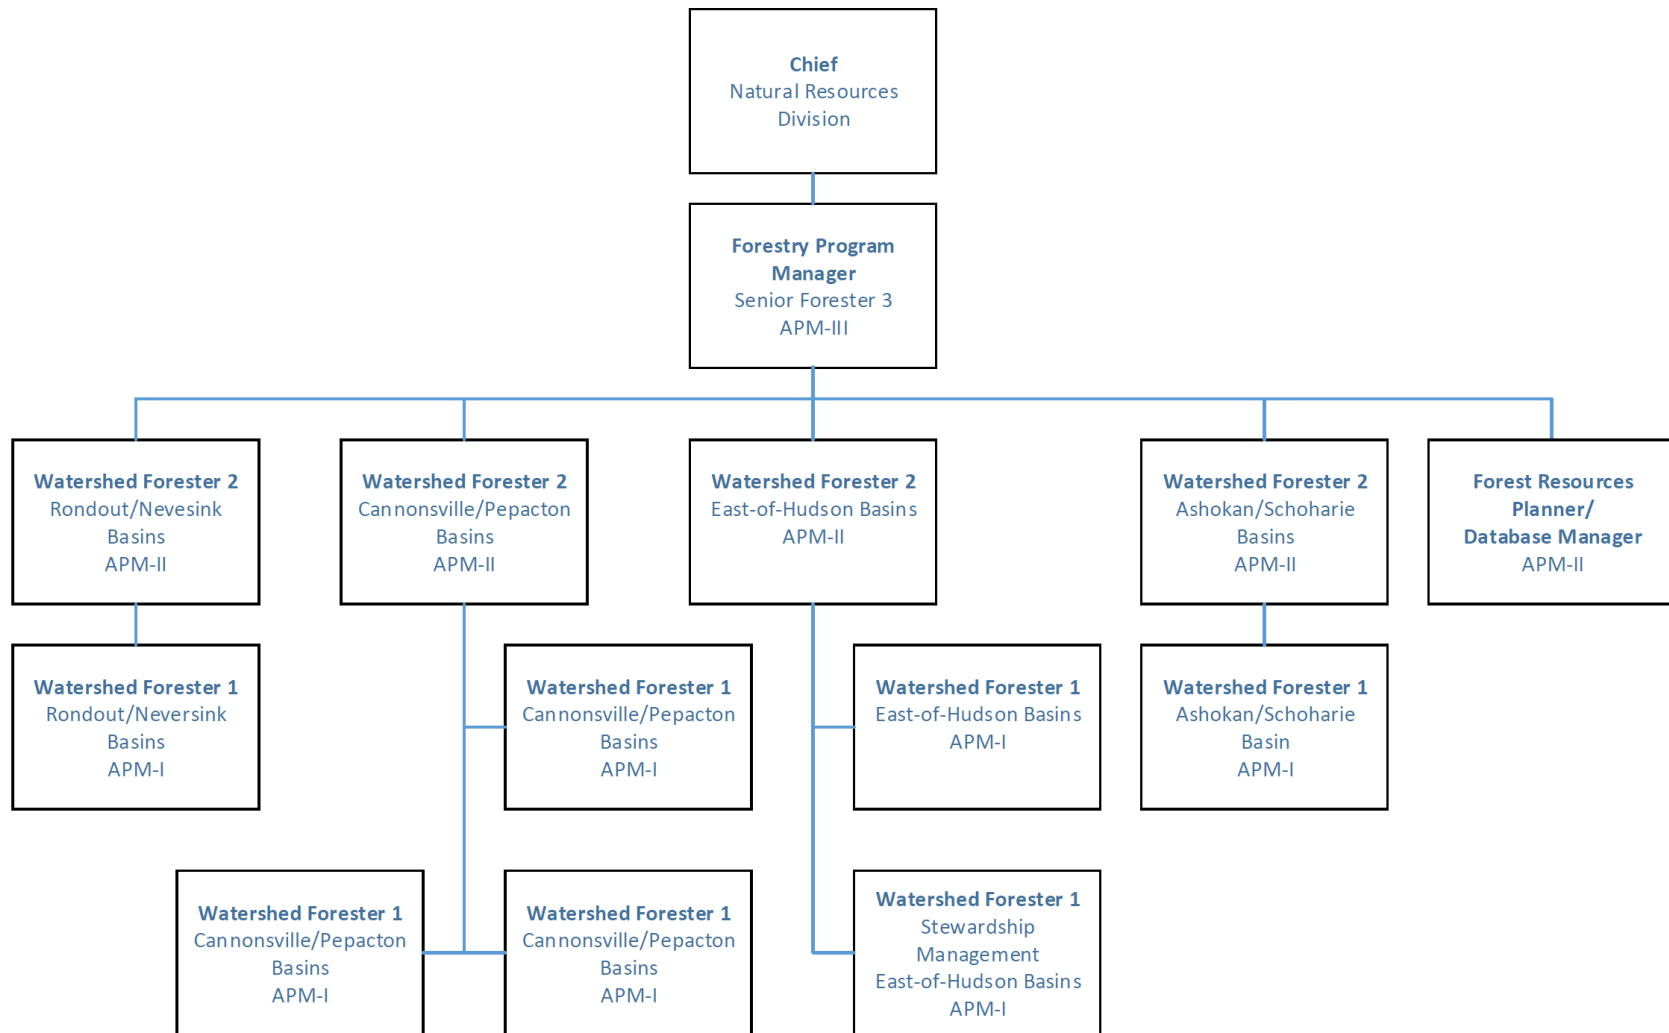 Chief
Natural Resources
Division
Forestry Program
Manager
Senior Forester 3
APM-III
Watershed Forester 2
Rondout/Nevesink
Basins
APM-II
Watershed Forester 2
Cannonsville/Pepacton
Basins
APM-II
Watershed Forester 2
East-of-Hudson Basins
APM-II
Watershed Forester 2
Ashokan/Schoharie
Basins
APM-II
Forest Resources
Planner/
Database Manager
APM-II
Watershed Forester 1
Rondout/Neversink
Basins
APM-I
Watershed Forester 1
Cannonsville/Pepacton
Basins
APM-I
Watershed Forester 1
East-of-Hudson Basins
APM-I
Watershed Forester 1
Ashokan/Schoharie
Basin
APM-I
Watershed Forester 1
Cannonsville/Pepacton
Basins
APM-I
Watershed Forester 1
Cannonsville/Pepacton
Basins
APM-I
Watershed Forester 1
Stewardship
Management
East-of-Hudson Basins
APM-I